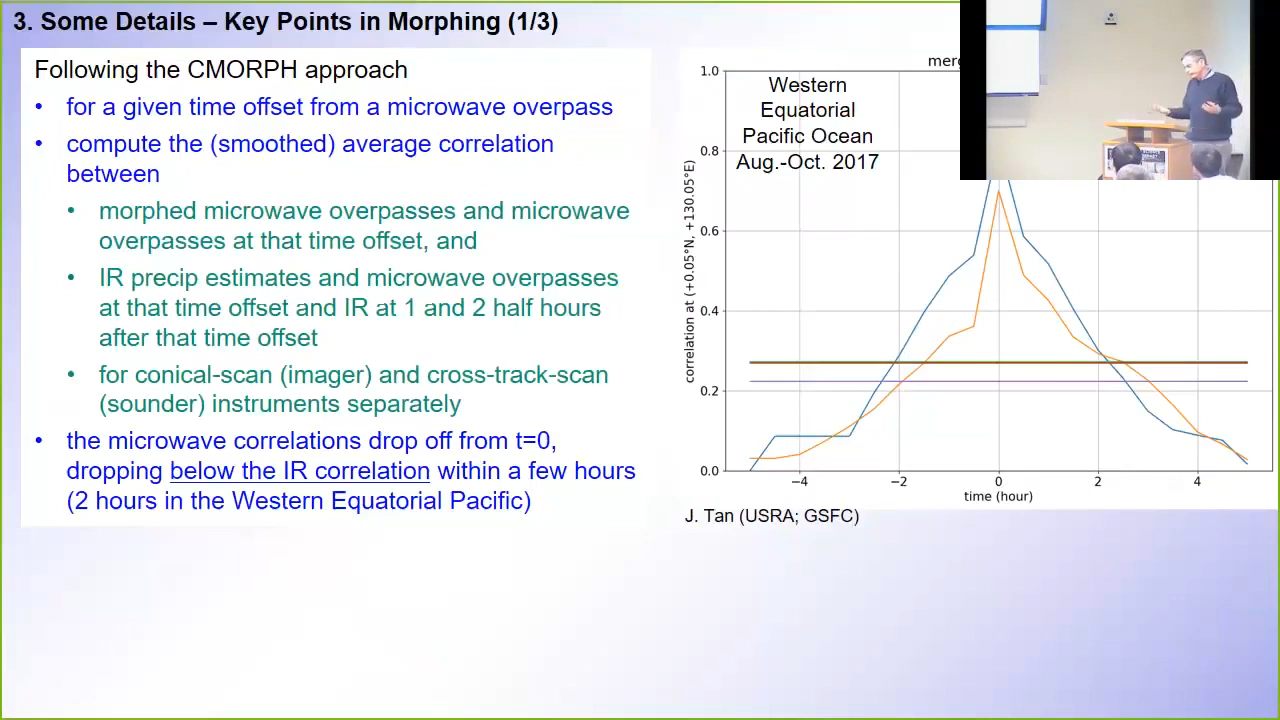 3. Some Details – Key Points in Morphing (1/3)
Following the CMORPH approach
• for a given time offset from a microwave overpass
• compute the (smoothed) average correlation
between
• morphed microwave overpasses and microwave
overpasses at that time offset, and
• IR precip estimates and microwave overpasses
at that time offset and IR at 1 and 2 half hours
after that time offset
• for conical-scan (imager) and cross-track-scan
(sounder) instruments separately
• the microwave correlations drop off from t=0,
dropping below the IR correlation within a few hours
(2 hours in the Western Equatorial Pacific)
Western
Equatorial
Pacific Ocean
Aug.-Oct. 2017
correlation at (+0.05°N, +130.05°E)
1.0
0.8
0.6
0.4
0.2
0.0
−4
−2
0
2
4
time (hour)
J. Tan (USRA; GSFC)